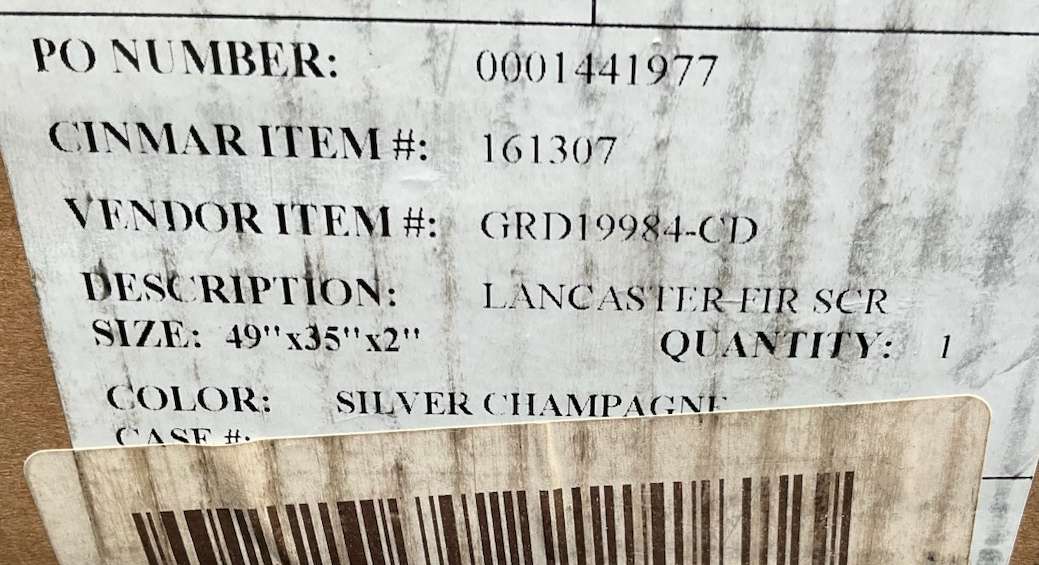 PO NUMBER: 0001441977
CINMAR ITEM #: 161307
VENDOR ITEM #: GRD19984-CD
DESCRIPTION: LANCASTER FIR SCR
SIZE: 49"x35"x2" QUANTITY: 1
COLOR: SILVER CHAMPAGNE
CASE #: